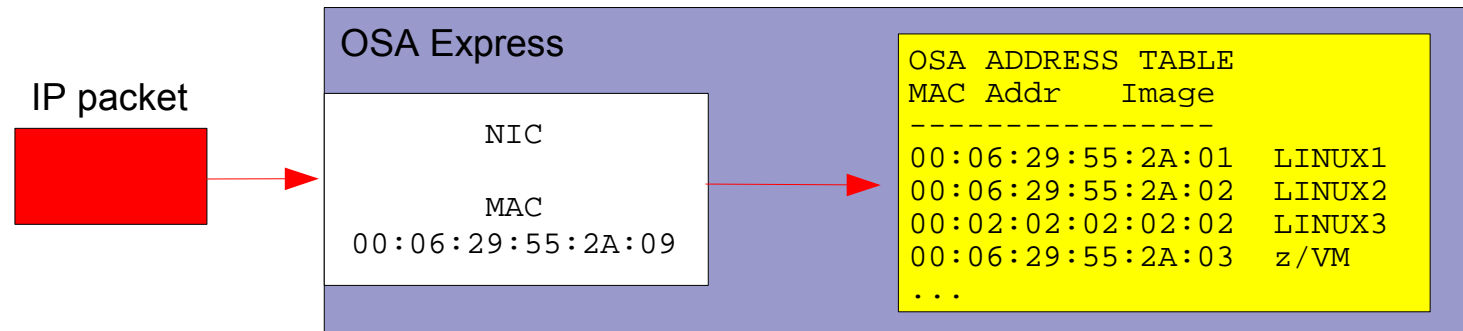 IP packet
OSA Express
NIC
MAC
00:06:29:55:2A:09
OSA ADDRESS TABLE
MAC Addr Image
----------------
00:06:29:55:2A:01 LINUX1
00:06:29:55:2A:02 LINUX2
00:02:02:02:02:02 LINUX3
00:06:29:55:2A:03 z/VM
...